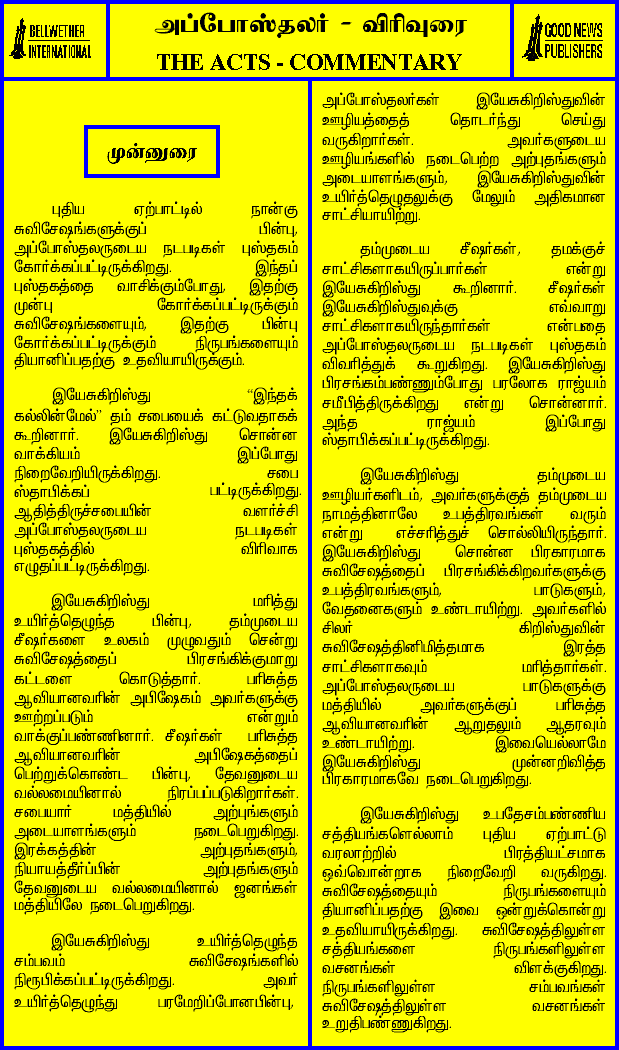 BELLWETHER
INTERNATIONAL
அப்போஸ்தலர் - விரிவுரை
THE ACTS - COMMENTARY
GOOD NEWS
PUBLISHERS
முன்னுரை
புதிய ஏற்பாட்டில் நான்கு
சுவிசேஷங்களுக்குப் பின்பு,
அப்போஸ்தலருடைய நடபடிகள் புஸ்தகம்
கோர்க்கப்பட்டிருக்கிறது. இந்தப்
புஸ்தகத்தை வாசிக்கும்போது, இதற்கு
முன்பு கோர்க்கப்பட்டிருக்கும்
சுவிசேஷங்களையும், இதற்கு பின்பு
கோர்க்கப்பட்டிருக்கும் நிருபங்களையும்
தியானிப்பதற்கு உதவியாயிருக்கும்.
இயேசுகிறிஸ்து “இந்தக்
கல்லின்மேல்” தம் சபையைக் கட்டுவதாகக்
கூறினார். இயேசுகிறிஸ்து சொன்ன
வாக்கியம் இப்போது
நிறைவேறியிருக்கிறது. சபை
ஸ்தாபிக்கப் பட்டிருக்கிறது.
ஆதித்திருச்சபையின் வளர்ச்சி
அப்போஸ்தலருடைய நடபடிகள்
புஸ்தகத்தில் விரிவாக
எழுதப்பட்டிருக்கிறது.
இயேசுகிறிஸ்து மரித்து
உயிர்த்தெழுந்த பின்பு, தம்முடைய
சீஷர்களை உலகம் முழுவதும் சென்று
சுவிசேஷத்தைப் பிரசங்கிக்குமாறு
கட்டளை கொடுத்தார். பரிசுத்த
ஆவியானவரின் அபிஷேகம் அவர்களுக்கு
ஊற்றப்படும் என்றும்
வாக்குப்பண்ணினார். சீஷர்கள் பரிசுத்த
ஆவியானவரின் அபிஷேகத்தைப்
பெற்றுக்கொண்ட பின்பு, தேவனுடைய
வல்லமையினால் நிரப்பப்படுகிறார்கள்.
சபையார் மத்தியில் அற்புங்களும்
அடையாளங்களும் நடைபெறுகிறது.
இரக்கத்தின் அற்புதங்களும்,
நியாயத்தீர்ப்பின் அற்புதங்களும்
தேவனுடைய வல்லமையினால் ஜனங்கள்
மத்தியிலே நடைபெறுகிறது.
இயேசுகிறிஸ்து உயிர்த்தெழுந்த
சம்பவம் சுவிசேஷங்களில்
நிரூபிக்கப்பட்டிருக்கிறது. அவர்
உயிர்த்தெழுந்து பரமேறிப்போனபின்பு,
அப்போஸ்தலர்கள் இயேசுகிறிஸ்துவின்
ஊழியத்தைத் தொடர்ந்து செய்து
வருகிறார்கள். அவர்களுடைய
ஊழியங்களில் நடைபெற்ற அற்புதங்களும்
அடையாளங்களும், இயேசுகிறிஸ்துவின்
உயிர்த்தெழுதலுக்கு மேலும் அதிகமான
சாட்சியாயிற்று.
தம்முடைய சீஷர்கள், தமக்குச்
சாட்சிகளாகயிருப்பார்கள் என்று
இயேசுகிறிஸ்து கூறினார். சீஷர்கள்
இயேசுகிறிஸ்துவுக்கு எவ்வாறு
சாட்சிகளாகயிருந்தார்கள் என்பதை
அப்போஸ்தலருடைய நடபடிகள் புஸ்தகம்
விவரித்துக் கூறுகிறது. இயேசுகிறிஸ்து
பிரசங்கம்பண்ணும்போது பரலோக ராஜ்யம்
சமீபித்திருக்கிறது என்று சொன்னார்.
அந்த ராஜ்யம் இப்போது
ஸ்தாபிக்கப்பட்டிருக்கிறது.
இயேசுகிறிஸ்து தம்முடைய
ஊழியர்களிடம், அவர்களுக்குத் தம்முடைய
நாமத்தினாலே உபத்திரவங்கள் வரும்
என்று எச்சரித்துச் சொல்லியிருந்தார்.
இயேசுகிறிஸ்து சொன்ன பிரகாரமாக
சுவிசேஷத்தைப் பிரசங்கிக்கிறவர்களுக்கு
உபத்திரவங்களும், பாடுகளும்,
வேதனைகளும் உண்டாயிற்று. அவர்களில்
சிலர் கிறிஸ்துவின்
சுவிசேஷத்தினிமித்தமாக இரத்த
சாட்சிகளாகவும் மரித்தார்கள்.
அப்போஸ்தலருடைய பாடுகளுக்கு
மத்தியில் அவர்களுக்குப் பரிசுத்த
ஆவியானவரின் ஆறுதலும் ஆதரவும்
உண்டாயிற்று. இவையெல்லாமே
இயேசுகிறிஸ்து முன்னறிவித்த
பிரகாரமாகவே நடைபெறுகிறது.
இயேசுகிறிஸ்து உபதேசம்பண்ணிய
சத்தியங்களெல்லாம் புதிய ஏற்பாட்டு
வரலாற்றில் பிரத்தியட்சமாக
ஒவ்வொன்றாக நிறைவேறி வருகிறது.
சுவிசேஷத்தையும் நிருபங்களையும்
தியானிப்பதற்கு இவை ஒன்றுக்கொன்று
உதவியாயிருக்கிறது. சுவிசேஷத்திலுள்ள
சத்தியங்களை நிருபங்களிலுள்ள
வசனங்கள் விளக்குகிறது.
நிருபங்களிலுள்ள சம்பவங்கள்
சுவிசேஷத்திலுள்ள வசனங்கள்
உறுதிபண்ணுகிறது.